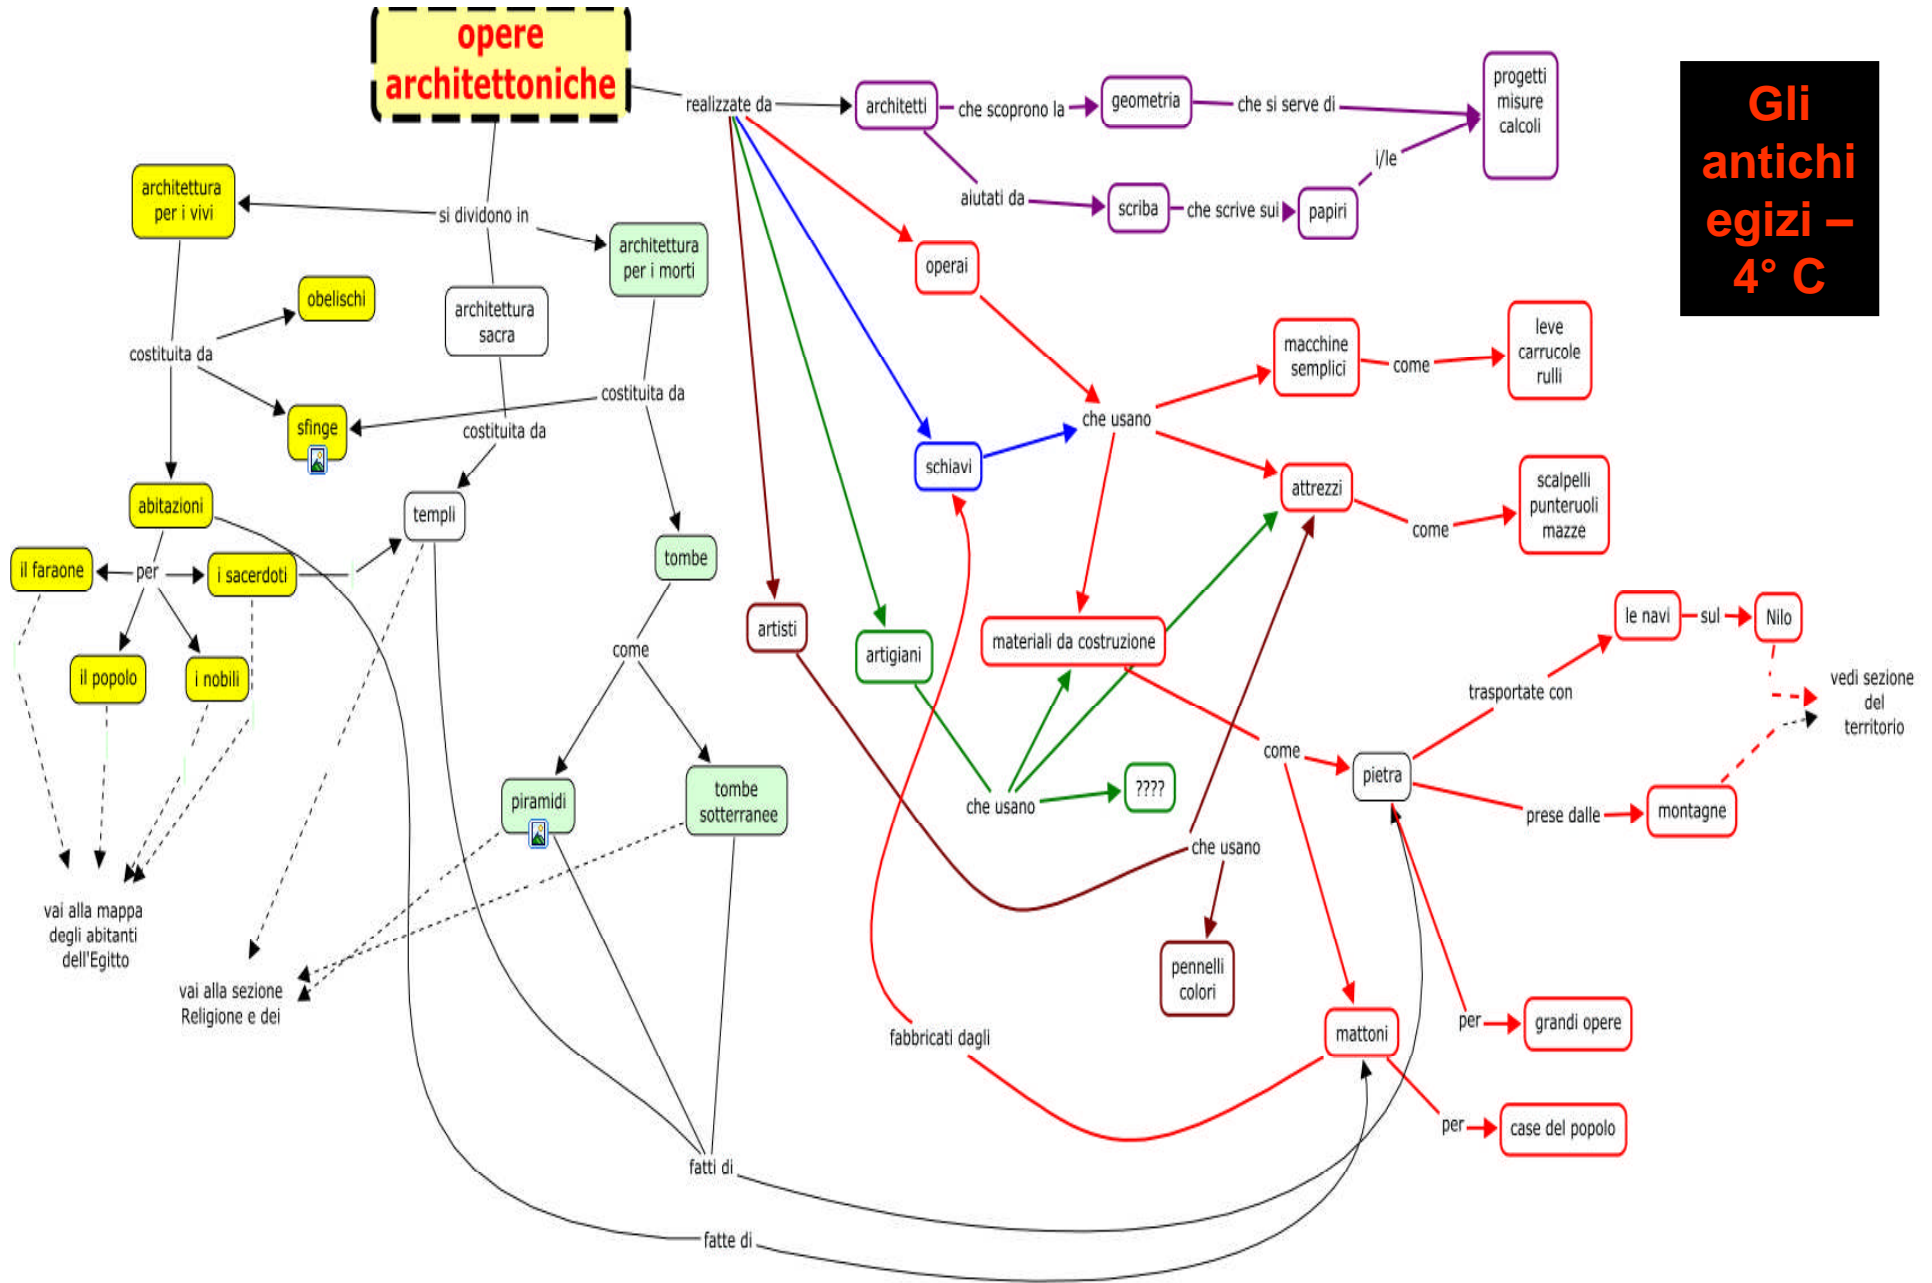 opere
architettoniche
realizzate da
architetti
che scoprono la
geometria
che si serve di
progetti
misure
calcoli
i/le
aiutati da
scriba
che scrive sui
papiri
Gli
antichi
egizi –
4° C
architettura
per i vivi
si dividono in
architettura
per i morti
operai
obelischi
architettura
sacra
costituita da
costituita da
costituita da
sfinge
macchine
semplici
come
leve
carrucole
rulli
che usano
schiavi
attrezzi
come
scalpelli
punteruoli
mazze
abitazioni
templi
tombe
il faraone
per
i sacerdoti
il popolo
i nobili
come
artisti
artigiani
materiali da costruzione
le navi
sul
Nilo
trasportate con
vedi sezione
del
territorio
come
pietra
prese dalle
montagne
piramidi
tombe
sotterranee
che usano
????
che usano
pennelli
colori
vai alla mappa
degli abitanti
dell'Egitto
vai alla sezione
Religione e dei
fabbricati dagli
mattoni
per
grandi opere
per
case del popolo
fatti di
fatte di